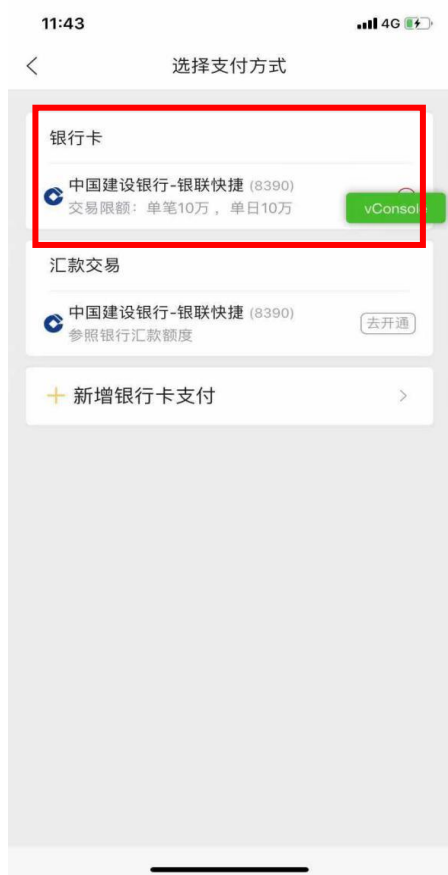 11:43
4G
选择支付方式
银行卡
中国建设银行-银联快捷 (8390)
交易限额：单笔10万，单日10万
vConsole
汇款交易
中国建设银行-银联快捷 (8390)
参照银行汇款额度
去开通
新增银行卡支付